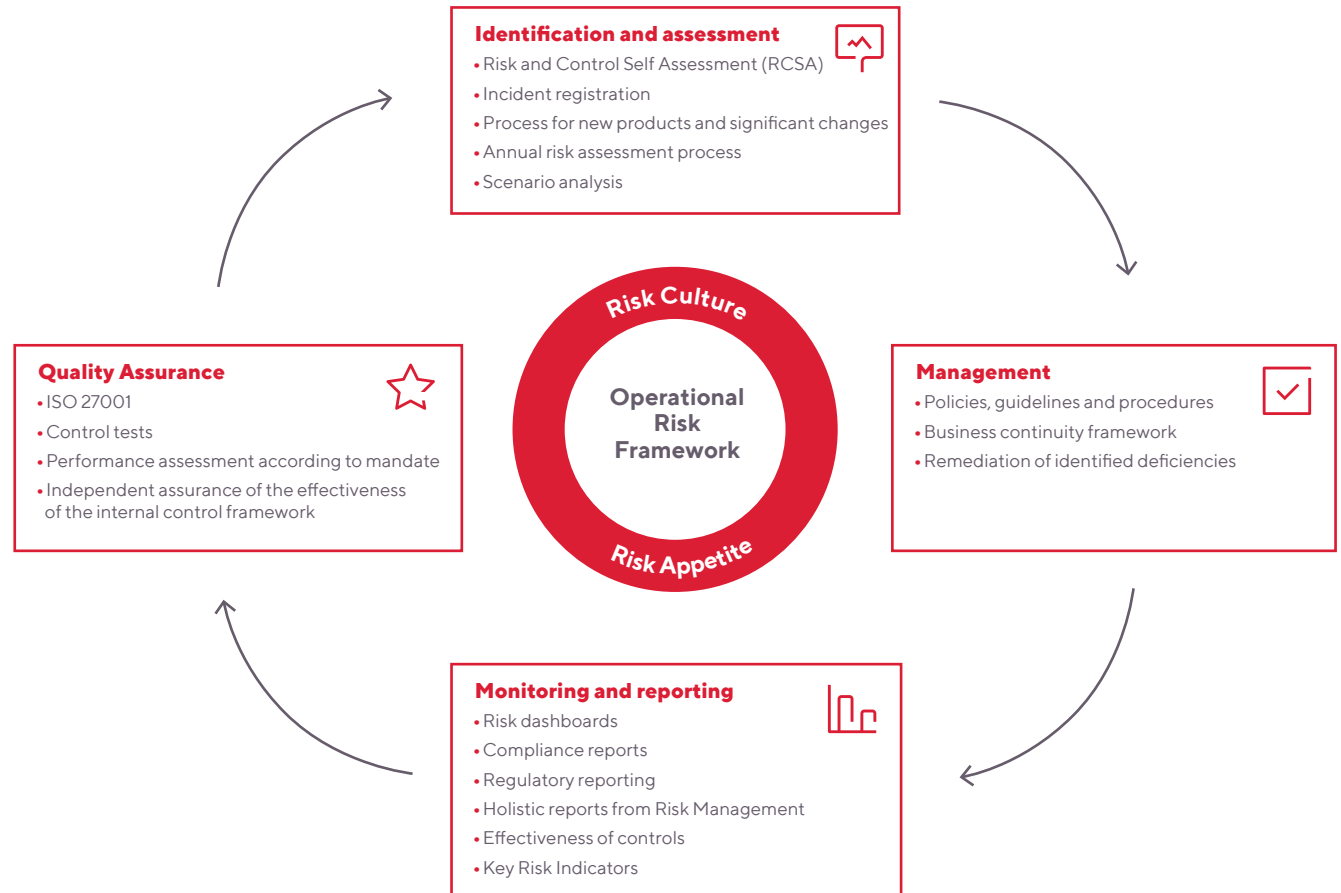 Identification and assessment
• Risk and Control Self Assessment (RCSA)
• Incident registration
• Process for new products and significant changes
• Annual risk assessment process
• Scenario analysis
Risk Culture
Operational
Risk
Framework
Risk Appetite
Quality Assurance
• ISO 27001
• Control tests
• Performance assessment according to mandate
• Independent assurance of the effectiveness
of the internal control framework
Management
• Policies, guidelines and procedures
• Business continuity framework
• Remediation of identified deficiencies
Monitoring and reporting
• Risk dashboards
• Compliance reports
• Regulatory reporting
• Holistic reports from Risk Management
• Effectiveness of controls
• Key Risk Indicators